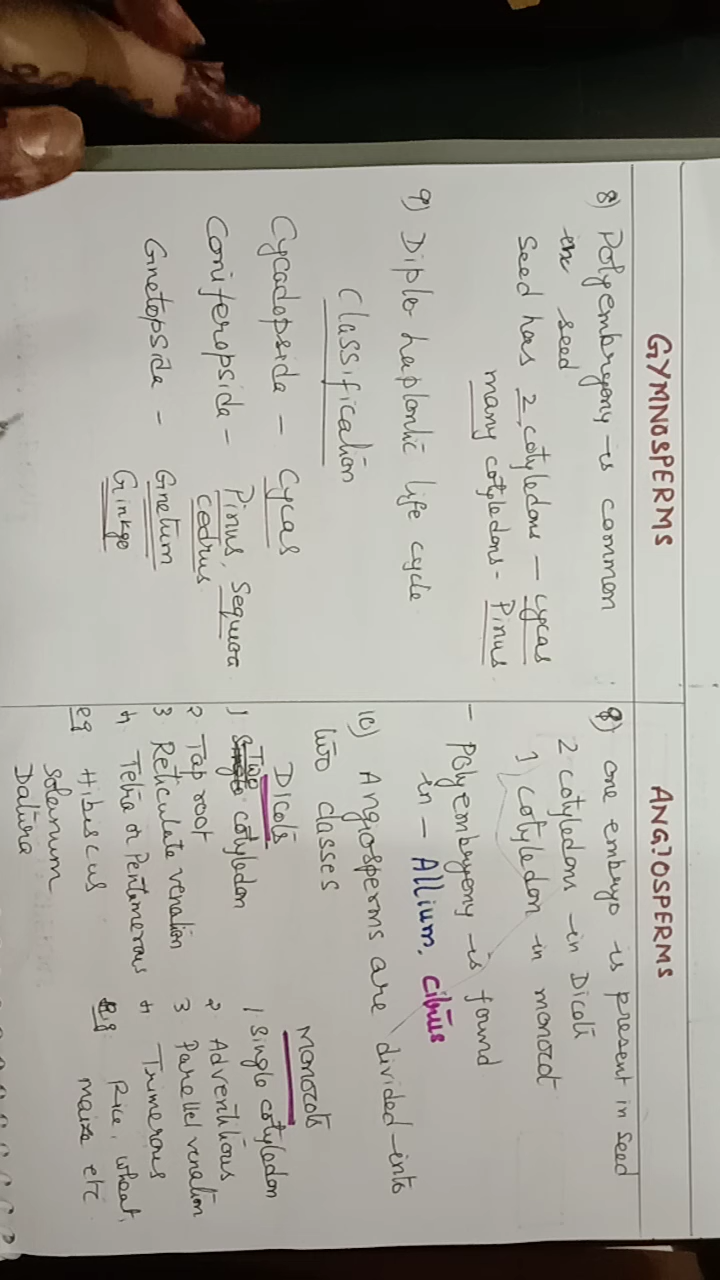 GYMNOSPERMS
8) Polyembryony is common
in seed
Seed has 2 cotyledons - Cycas
many cotyledons - Pinus
9) Diplo haplontic life cycle
Classification
Cycadopsida - Cycas
Coniferopsida - Pinus, Sequoia
Cedrus
Gnetopsida - Gnetum
Ginkgo
ANGIOSPERMS
8) one embryo is present in seed
2 cotyledons in Dicoti
1 cotyledon in monocot
- Polyembryony is found
in - Allium, Citrus
10) Angiosperms are divided into
two classes
Dicots
1 Two cotyledon
2 Tap root
3 Reticulate venation
4. Tetra or Pentamerous
eg Hibiscus
Solanum
Datura
Monocots
1 Single cotyledon
2 Adventitious
3 Parellel venation
4 Trimerous
eg Rice, wheat,
maize etc